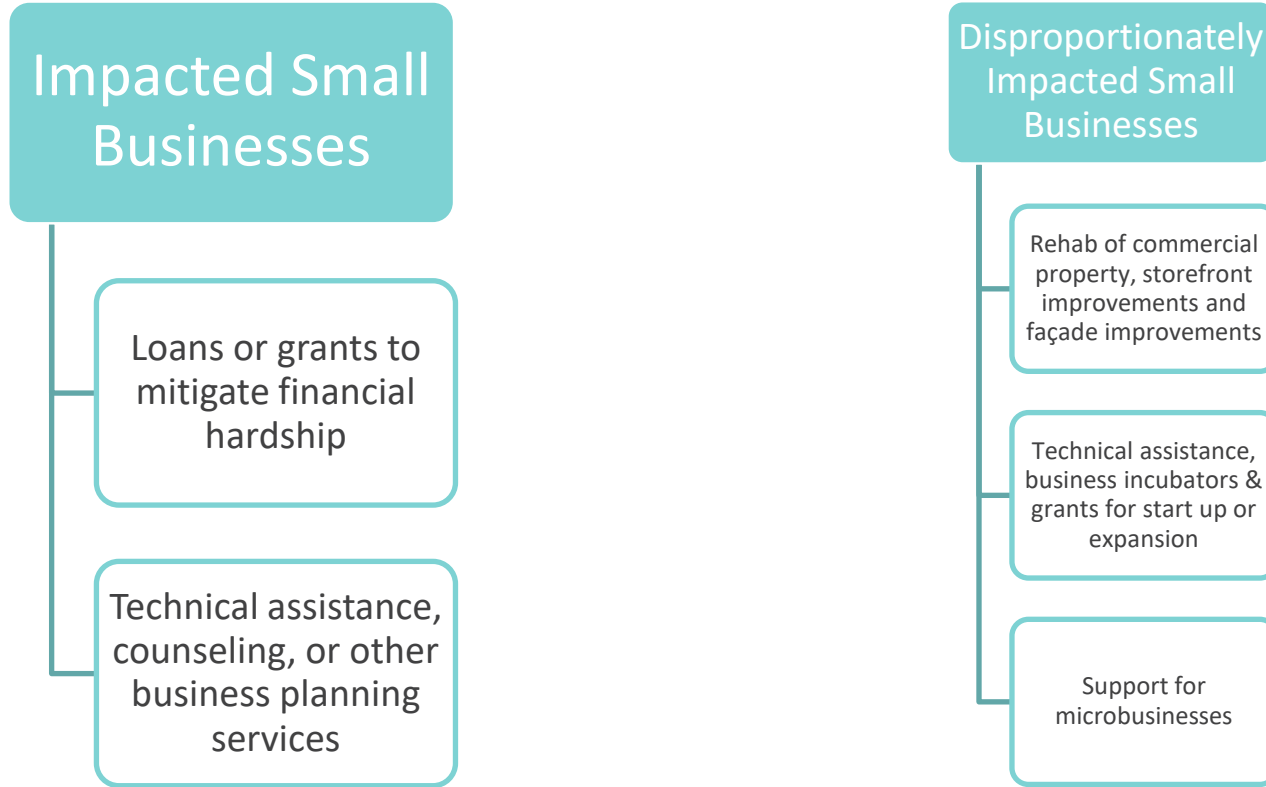 Impacted Small
Businesses
Loans or grants to
mitigate financial
hardship
Technical assistance,
counseling, or other
business planning
services
Disproportionately
Impacted Small
Businesses
Rehab of commercial
property, storefront
improvements and
façade improvements
Technical assistance,
business incubators &
grants for start up or
expansion
Support for
microbusinesses